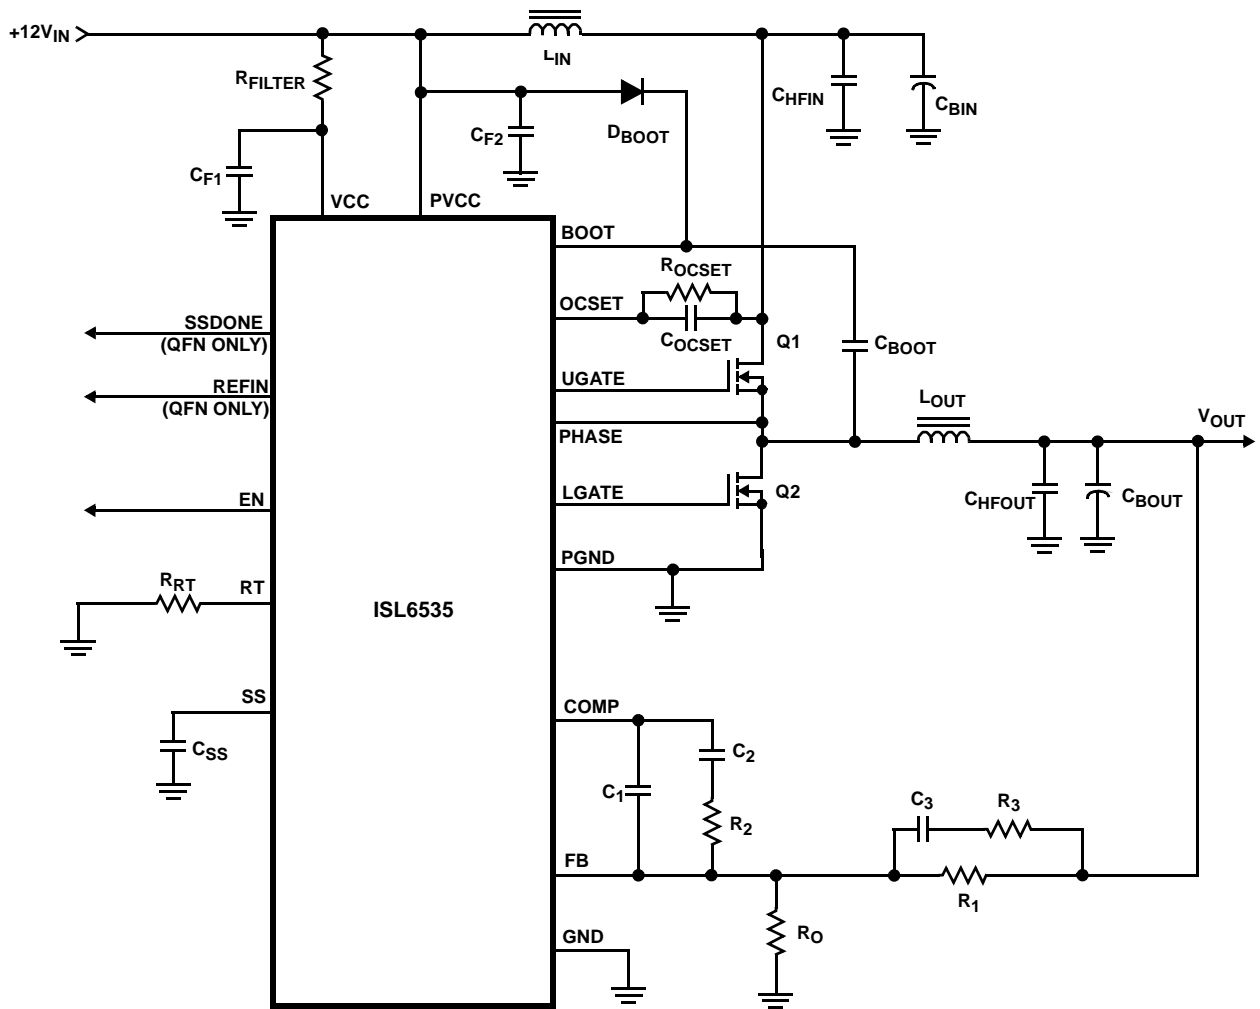 +12VIN
LIN
RFILTER
CHFIN
CBIN
CF2
DBOOT
CF1
VCC
PVCC
BOOT
ROCSET
OCSET
SSDONE
(QFN ONLY)
COCSET
Q1
CBOOT
UGATE
REFIN
(QFN ONLY)
LOUT
VOUT
PHASE
EN
LGATE
Q2
CHFOUT
CBOUT
PGND
RRT
RT
ISL6535
SS
COMP
CSS
C2
C1
R2
C3
R3
FB
R1
RO
GND